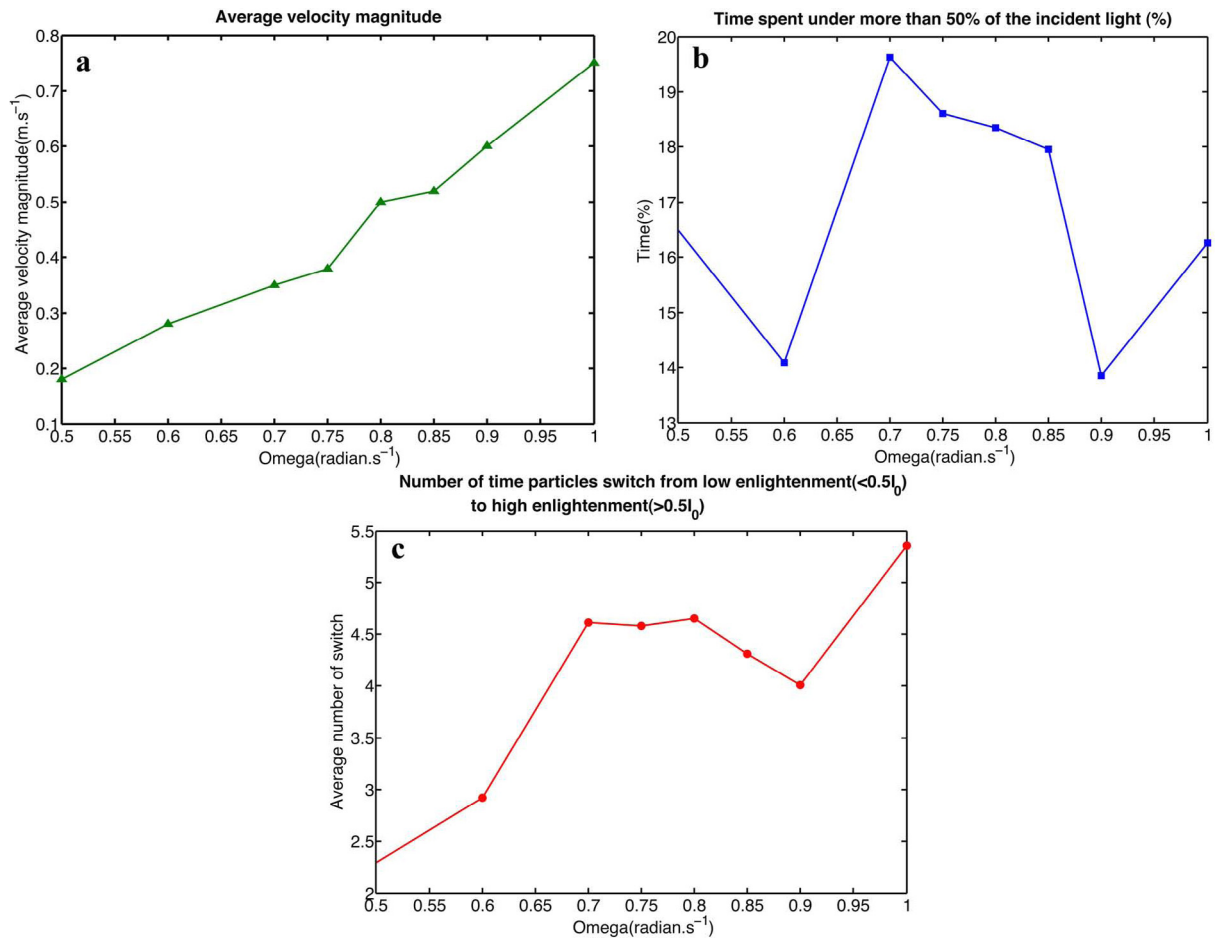 Average velocity magnitude
a
Average velocity magnitude(m.s⁻¹)
0.8
0.7
0.6
0.5
0.4
0.3
0.2
0.1
0.5 0.55 0.6 0.65 0.7 0.75 0.8 0.85 0.9 0.95 1
Omega(radian.s⁻¹)
Time spent under more than 50% of the incident light (%)
b
Time(%)
20
19
18
17
16
15
14
13
0.5 0.55 0.6 0.65 0.7 0.75 0.8 0.85 0.9 0.95 1
Omega(radian.s⁻¹)
Number of time particles switch from low enlightenment(<0.5I₀)
to high enlightenment(>0.5I₀)
c
Average number of switch
5.5
5
4.5
4
3.5
3
2.5
2
0.5 0.55 0.6 0.65 0.7 0.75 0.8 0.85 0.9 0.95 1
Omega(radian.s⁻¹)